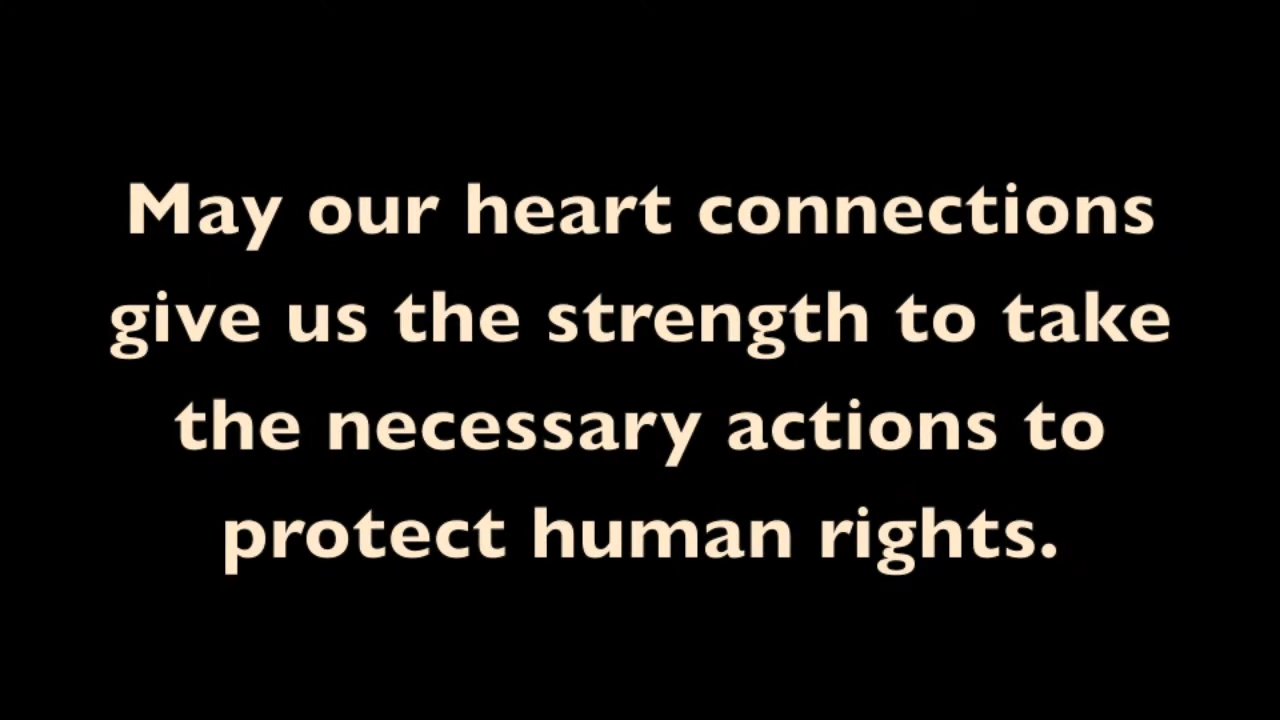 May our heart connections
give us the strength to take
the necessary actions to
protect human rights.